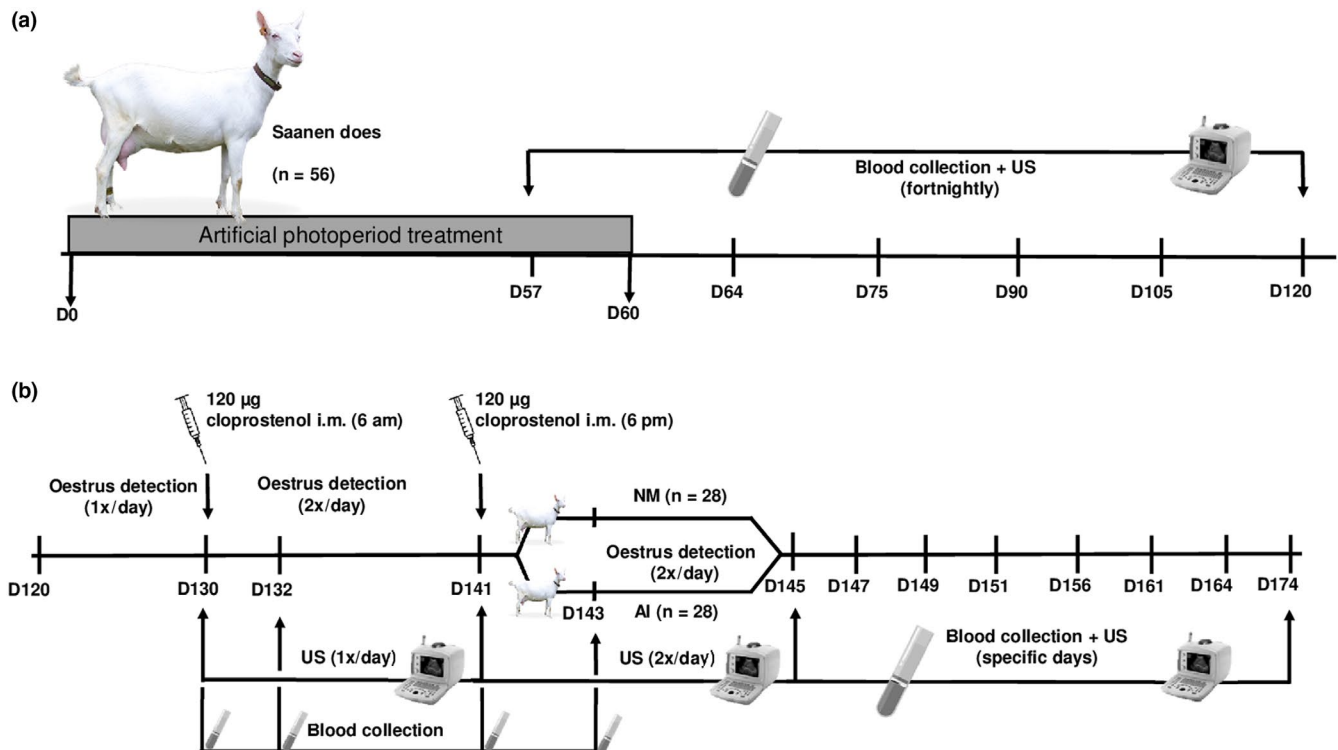 (a)
Saanen does
(n = 56)
Blood collection + US
(fortnightly)
Artificial photoperiod treatment
D0
D57
D60
D64
D75
D90
D105
D120
(b)
120 µg
cloprostenol i.m. (6 am)
120 µg
cloprostenol i.m. (6 pm)
Oestrus detection
(1x/day)
Oestrus detection
(2x/day)
NM (n = 28)
Oestrus detection
(2x/day)
AI (n = 28)
D120
D130
D132
D141
D143
D145
D147
D149
D151
D156
D161
D164
D174
US (1x/day)
US (2x/day)
Blood collection + US
(specific days)
Blood collection